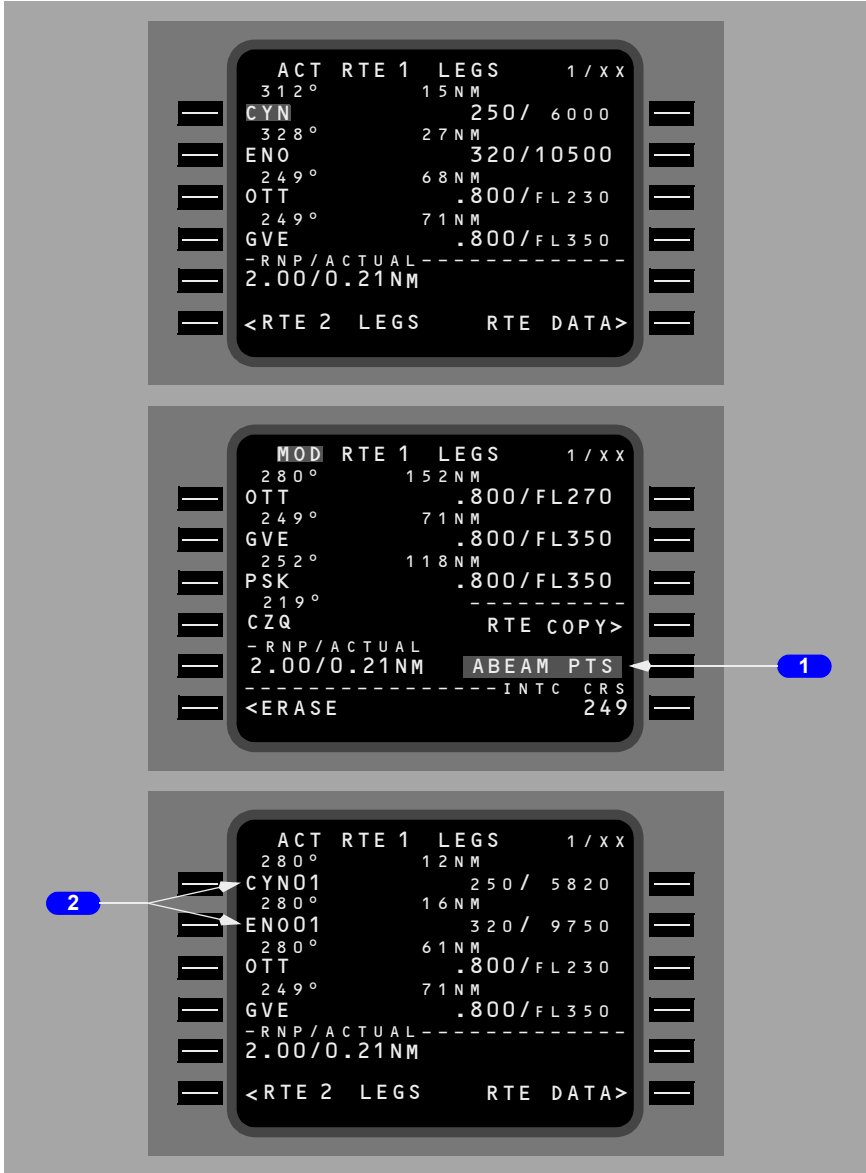 ACT RTE 1 LEGS 1/XX
312° 15NM
CYN 250/ 6000
328° 27NM
ENO 320/10500
249° 68NM
OTT .800/FL230
249° 71NM
GVE .800/FL350
-RNP/ACTUAL-------------
2.00/0.21NM
<RTE 2 LEGS RTE DATA>
MOD RTE 1 LEGS 1/XX
280° 152NM
OTT .800/FL270
249° 71NM
GVE .800/FL350
252° 118NM
PSK .800/FL350
219° ----------
CZQ RTE COPY>
-RNP/ACTUAL
2.00/0.21NM ABEAM PTS
1
----------------INTC CRS
<ERASE 249
ACT RTE 1 LEGS 1/XX
280° 12NM
CYN01 250/ 5820
2
280° 16NM
ENO01 320/ 9750
280° 61NM
OTT .800/FL230
249° 71NM
GVE .800/FL350
-RNP/ACTUAL-------------
2.00/0.21NM
<RTE 2 LEGS RTE DATA>